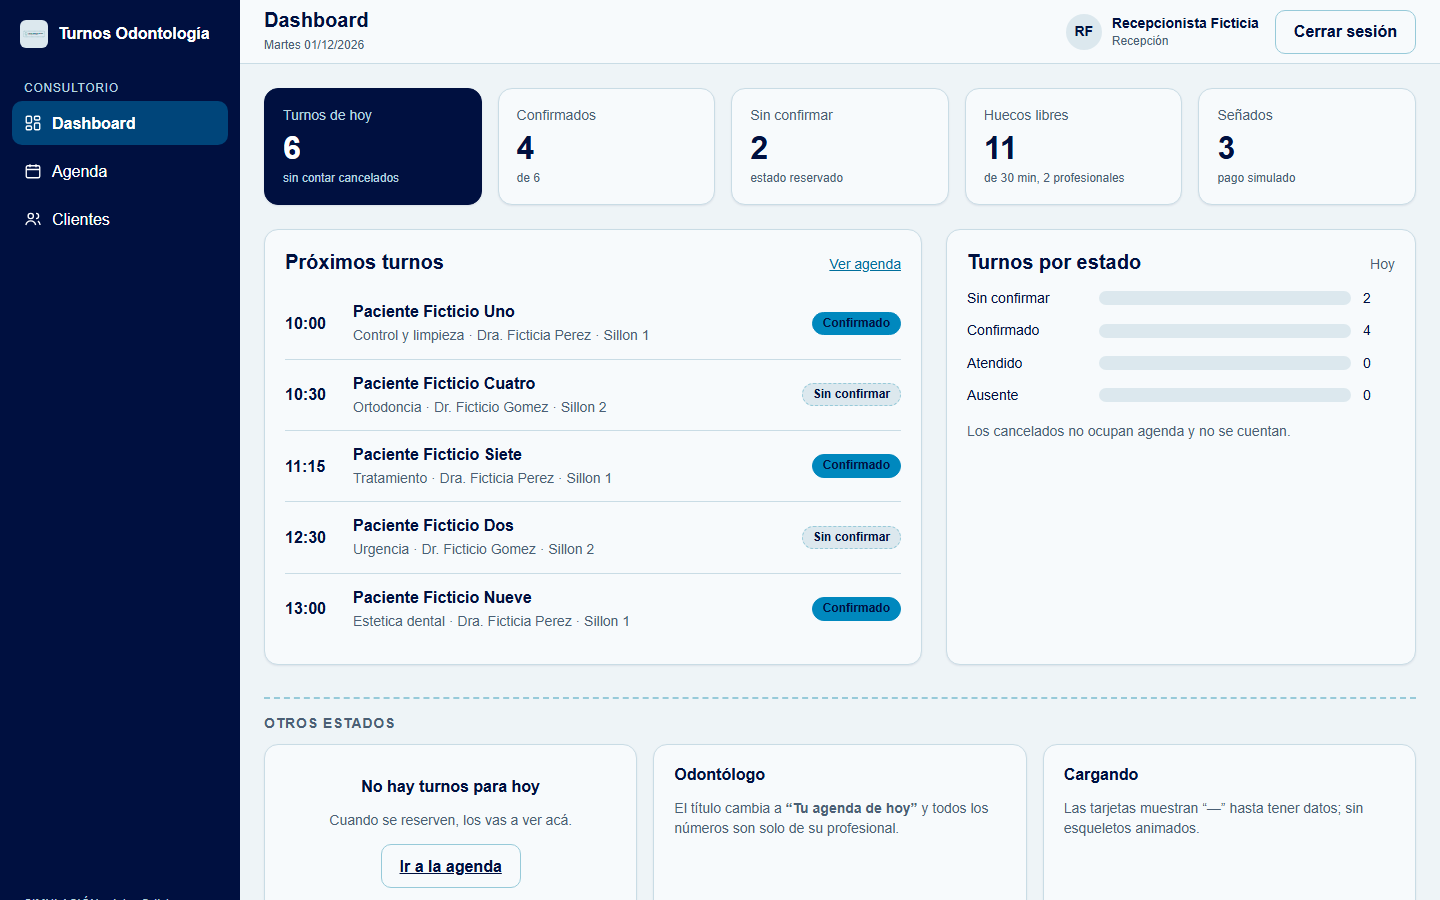 Turnos Odontología
CONSULTORIO
Dashboard
Agenda
Clientes
Dashboard
Martes 01/12/2026
RF
Recepcionista Ficticia
Recepción
Cerrar sesión
Turnos de hoy
6
sin contar cancelados
Confirmados
4
de 6
Sin confirmar
2
estado reservado
Huecos libres
11
de 30 min, 2 profesionales
Señados
3
pago simulado
Próximos turnos
Ver agenda
10:00
Paciente Ficticio Uno
Control y limpieza · Dra. Ficticia Perez · Sillon 1
Confirmado
10:30
Paciente Ficticio Cuatro
Ortodoncia · Dr. Ficticio Gomez · Sillon 2
Sin confirmar
11:15
Paciente Ficticio Siete
Tratamiento · Dra. Ficticia Perez · Sillon 1
Confirmado
12:30
Paciente Ficticio Dos
Urgencia · Dr. Ficticio Gomez · Sillon 2
Sin confirmar
13:00
Paciente Ficticio Nueve
Estetica dental · Dra. Ficticia Perez · Sillon 1
Confirmado
Turnos por estado
Hoy
Sin confirmar 2
Confirmado 4
Atendido 0
Ausente 0
Los cancelados no ocupan agenda y no se cuentan.
OTROS ESTADOS
No hay turnos para hoy
Cuando se reserven, los vas a ver acá.
Ir a la agenda
Odontólogo
El título cambia a “Tu agenda de hoy” y todos los
números son solo de su profesional.
Cargando
Las tarjetas muestran “—” hasta tener datos; sin
esqueletos animados.